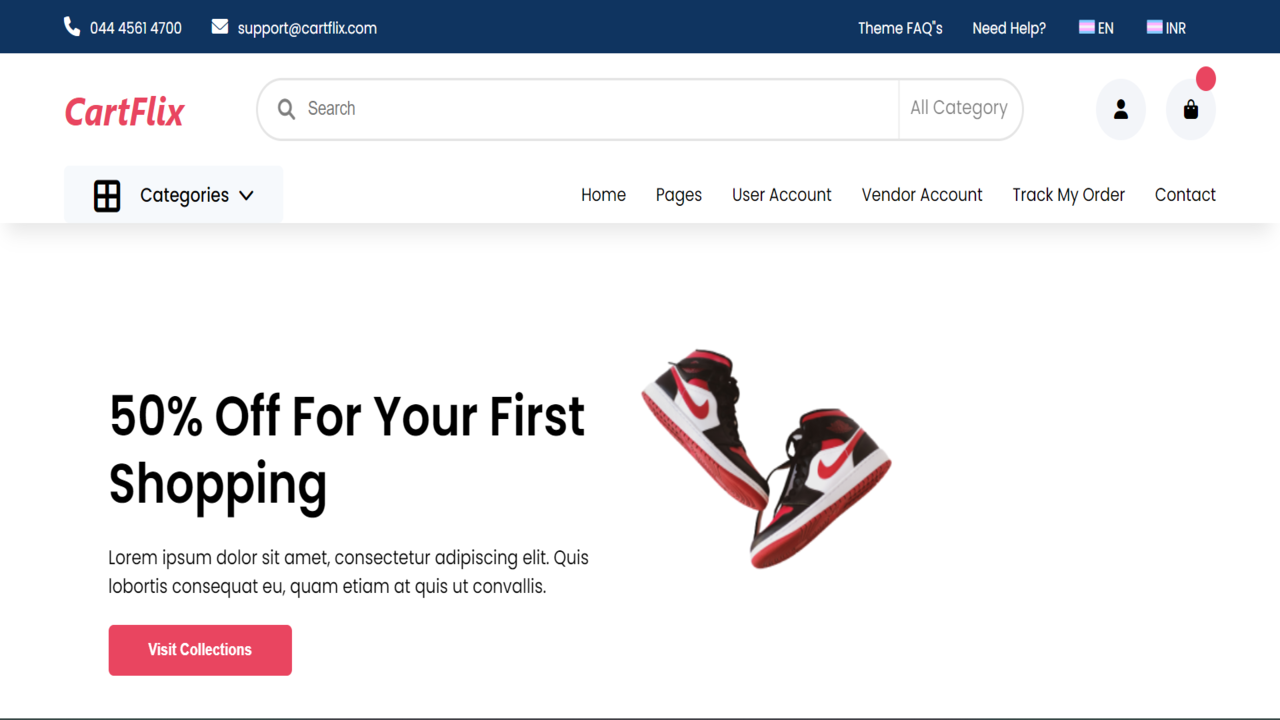 044 4561 4700 support@cartflix.com Theme FAQ"s Need Help? EN INR
CartFlix Search All Category
Categories Home Pages User Account Vendor Account Track My Order Contact
50% Off For Your First
Shopping
Lorem ipsum dolor sit amet, consectetur adipiscing elit. Quis
lobortis consequat eu, quam etiam at quis ut convallis.
Visit Collections